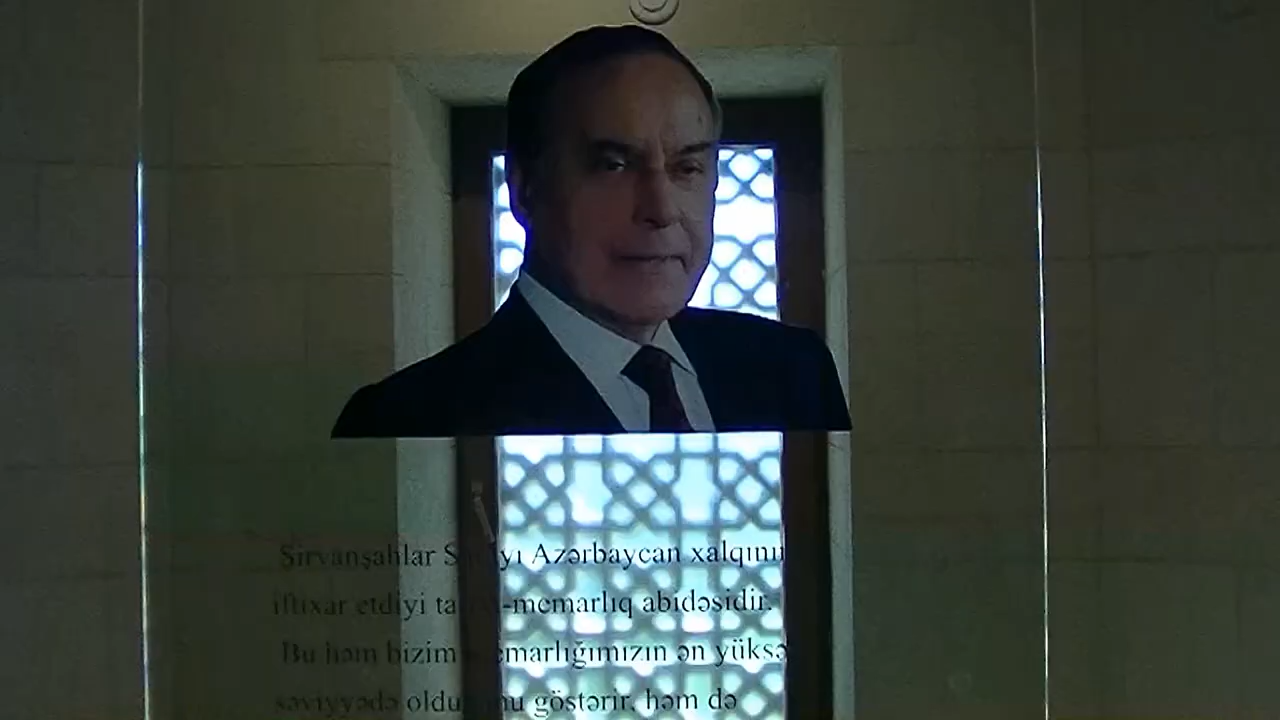 Şirvanşahlar Sarayı Azərbaycan xalqının
iftixar etdiyi tarixi-memarlıq abidəsidir.
Bu həm bizim memarlığımızın ən yüksək
səviyyədə olduğunu göstərir, həm də